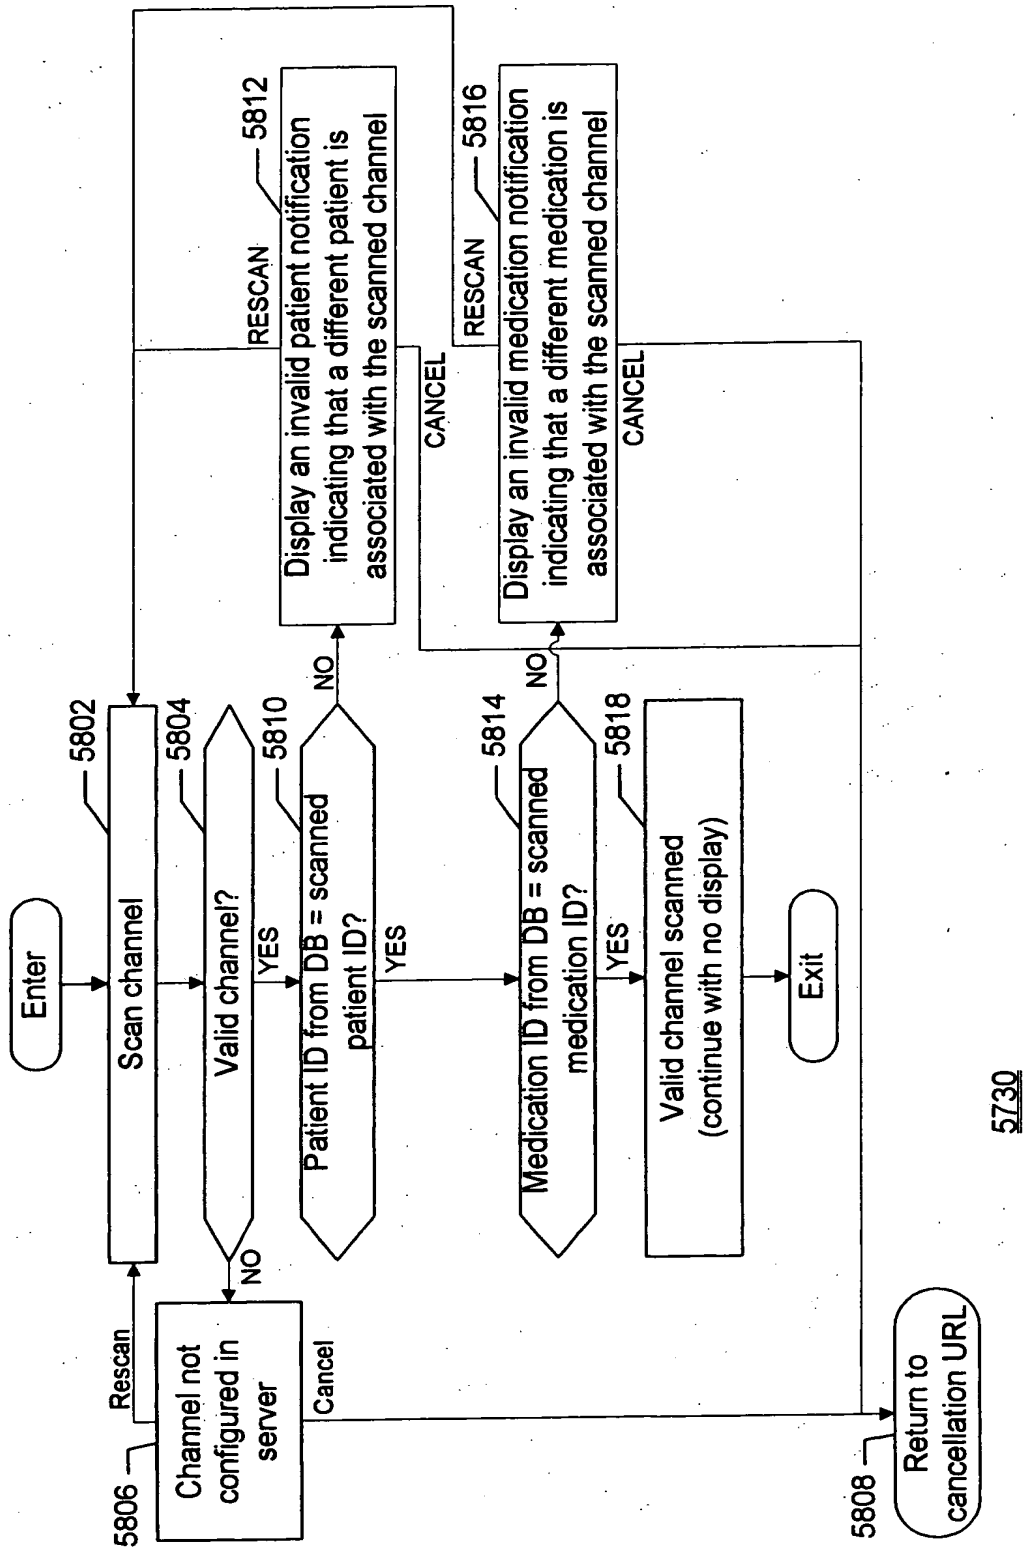 Enter
5802
Scan channel
5804
Valid channel?
YES
NO
Rescan
5806
Channel not
configured in
server
Cancel
5810
Patient ID from DB = scanned
patient ID?
YES
NO
5812
RESCAN
Display an invalid patient notification
indicating that a different patient is
associated with the scanned channel
CANCEL
5814
Medication ID from DB = scanned
medication ID?
YES
NO
5816
RESCAN
Display an invalid medication notification
indicating that a different medication is
associated with the scanned channel
CANCEL
5818
Valid channel scanned
(continue with no display)
Exit
5808
Return to
cancellation URL
5730